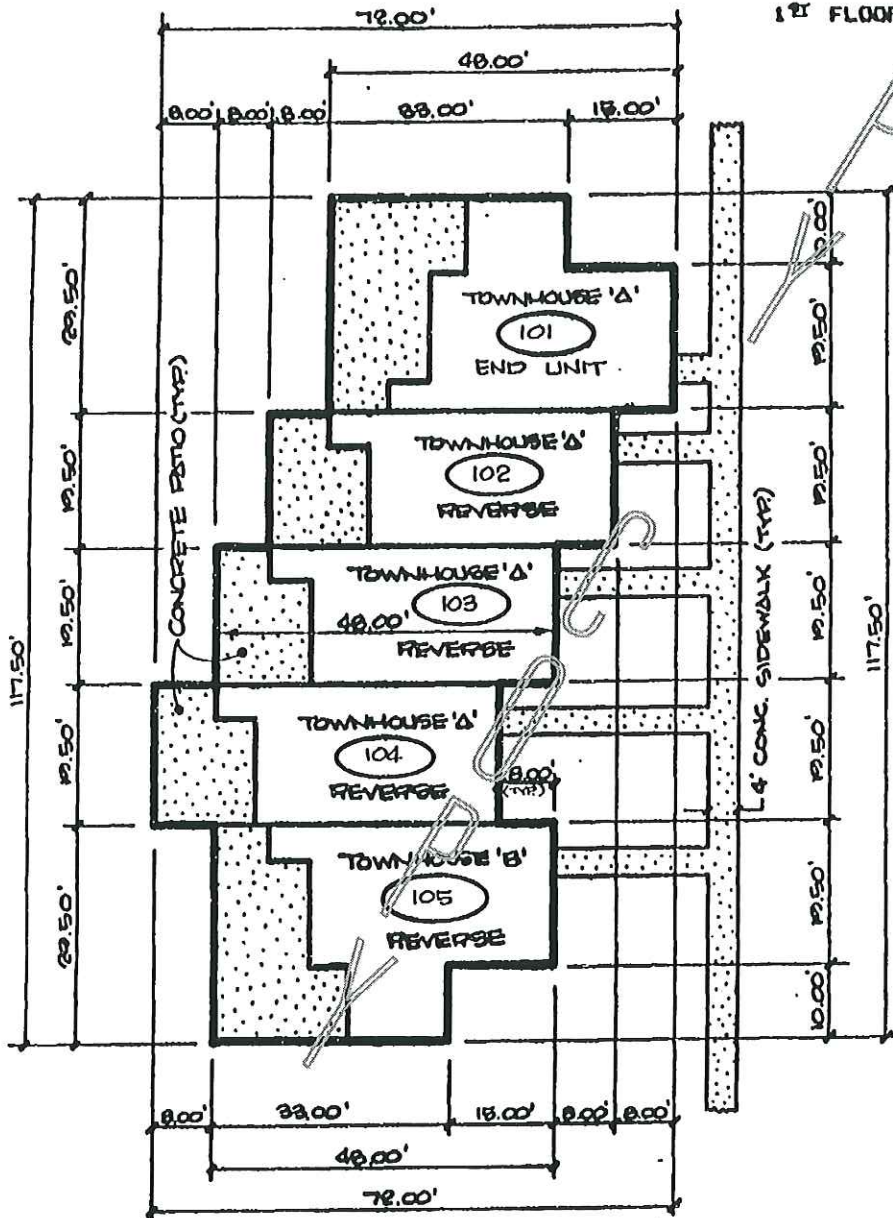 72.00'
1ST FLOOR
48.00'
8.00' 8.00' 8.00' 33.00' 15.00'
10.00'
29.50'
TOWNHOUSE 'A'
101
END UNIT
19.50'
CONCRETE PATIO (TYP.)
19.50'
TOWNHOUSE 'A'
102
REVERSE
19.50'
4' CONC. SIDEWALK (TYP.)
117.50'
19.50'
TOWNHOUSE 'A'
103
48.00'
REVERSE
19.50'
117.50'
19.50'
TOWNHOUSE 'A'
104
REVERSE
8.00'
(TYP.)
19.50'
29.50'
TOWNHOUSE 'B'
105
REVERSE
19.50'
10.00'
8.00' 33.00' 15.00' 8.00' 8.00'
48.00'
72.00'